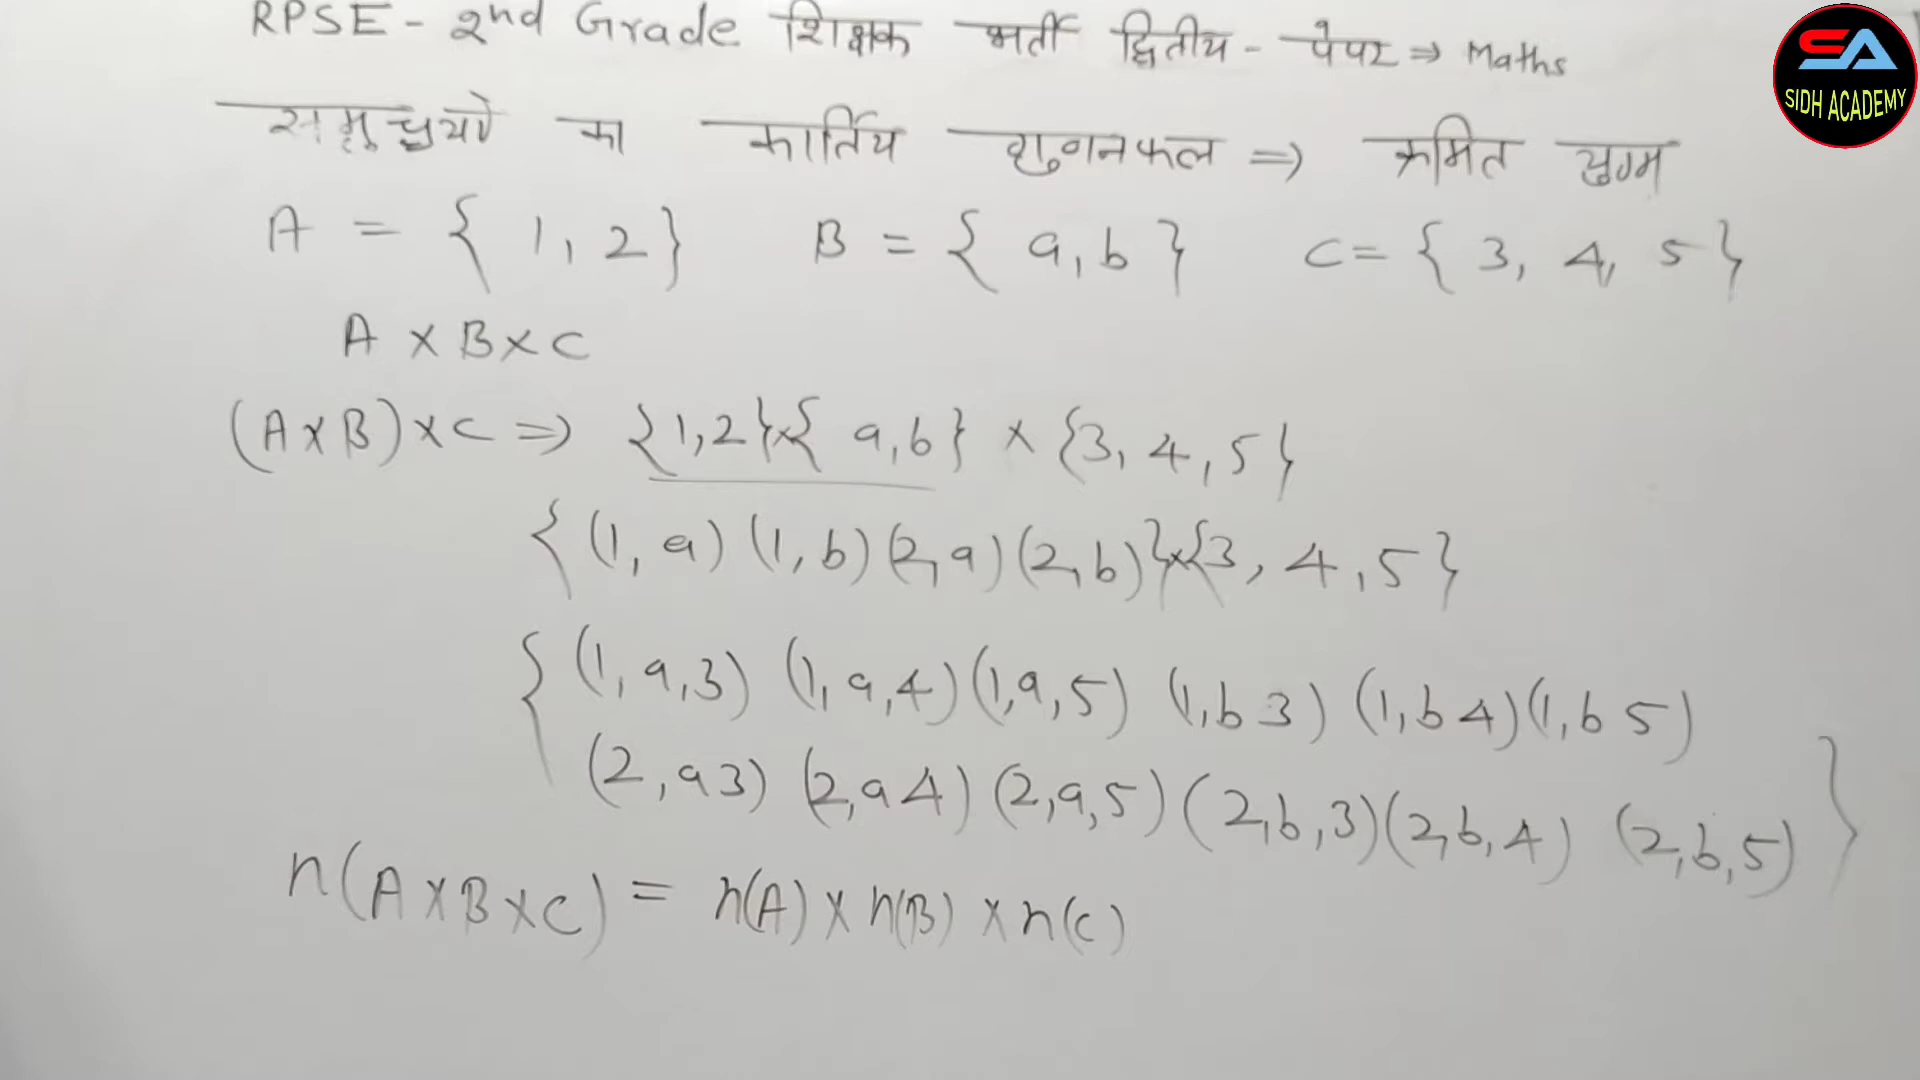 RPSE - 2nd Grade शिक्षक भर्ती द्वितीय - पेपर ⇒ Maths
SA
SIDH ACADEMY
समुच्चयो का कार्तिय गुणनफल ⇒ क्रमित युग्म
A = { 1, 2} B = { a, b } C = { 3, 4, 5 }
A × B × C
(A × B) × C ⇒ {1,2} × { a, b} × {3, 4, 5}
{ (1, a) (1, b) (2, a) (2, b)} × {3, 4, 5}
{ (1, a, 3) (1, a, 4) (1, a, 5) (1, b 3) (1, b 4) (1, b 5)
(2, a 3) (2, a 4) (2, a, 5) (2, b, 3) (2, b, 4) (2, b, 5) }
n(A × B × C) = n(A) × n(B) × n(C)